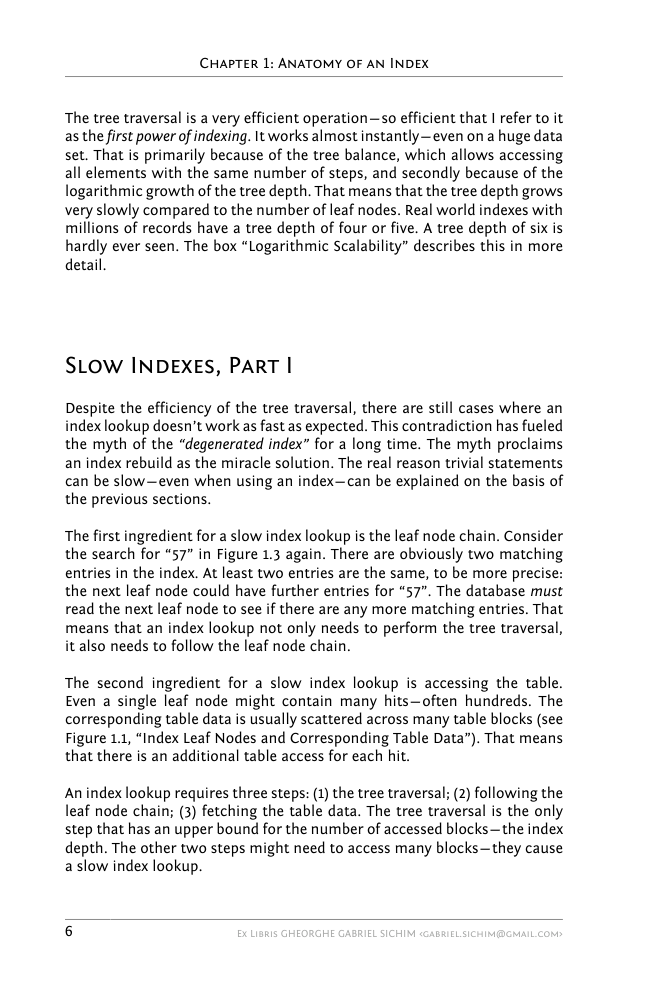 Chapter 1: Anatomy of an Index
The tree traversal is a very efficient operation—so efficient that I refer to it
as the first power of indexing. It works almost instantly—even on a huge data
set. That is primarily because of the tree balance, which allows accessing
all elements with the same number of steps, and secondly because of the
logarithmic growth of the tree depth. That means that the tree depth grows
very slowly compared to the number of leaf nodes. Real world indexes with
millions of records have a tree depth of four or five. A tree depth of six is
hardly ever seen. The box “Logarithmic Scalability” describes this in more
detail.
Slow Indexes, Part I
Despite the efficiency of the tree traversal, there are still cases where an
index lookup doesn’t work as fast as expected. This contradiction has fueled
the myth of the “degenerated index” for a long time. The myth proclaims
an index rebuild as the miracle solution. The real reason trivial statements
can be slow—even when using an index—can be explained on the basis of
the previous sections.
The first ingredient for a slow index lookup is the leaf node chain. Consider
the search for “57” in Figure 1.3 again. There are obviously two matching
entries in the index. At least two entries are the same, to be more precise:
the next leaf node could have further entries for “57”. The database must
read the next leaf node to see if there are any more matching entries. That
means that an index lookup not only needs to perform the tree traversal,
it also needs to follow the leaf node chain.
The second ingredient for a slow index lookup is accessing the table.
Even a single leaf node might contain many hits—often hundreds. The
corresponding table data is usually scattered across many table blocks (see
Figure 1.1, “Index Leaf Nodes and Corresponding Table Data”). That means
that there is an additional table access for each hit.
An index lookup requires three steps: (1) the tree traversal; (2) following the
leaf node chain; (3) fetching the table data. The tree traversal is the only
step that has an upper bound for the number of accessed blocks—the index
depth. The other two steps might need to access many blocks—they cause
a slow index lookup.
6
Ex Libris GHEORGHE GABRIEL SICHIM <gabriel.sichim@gmail.com>